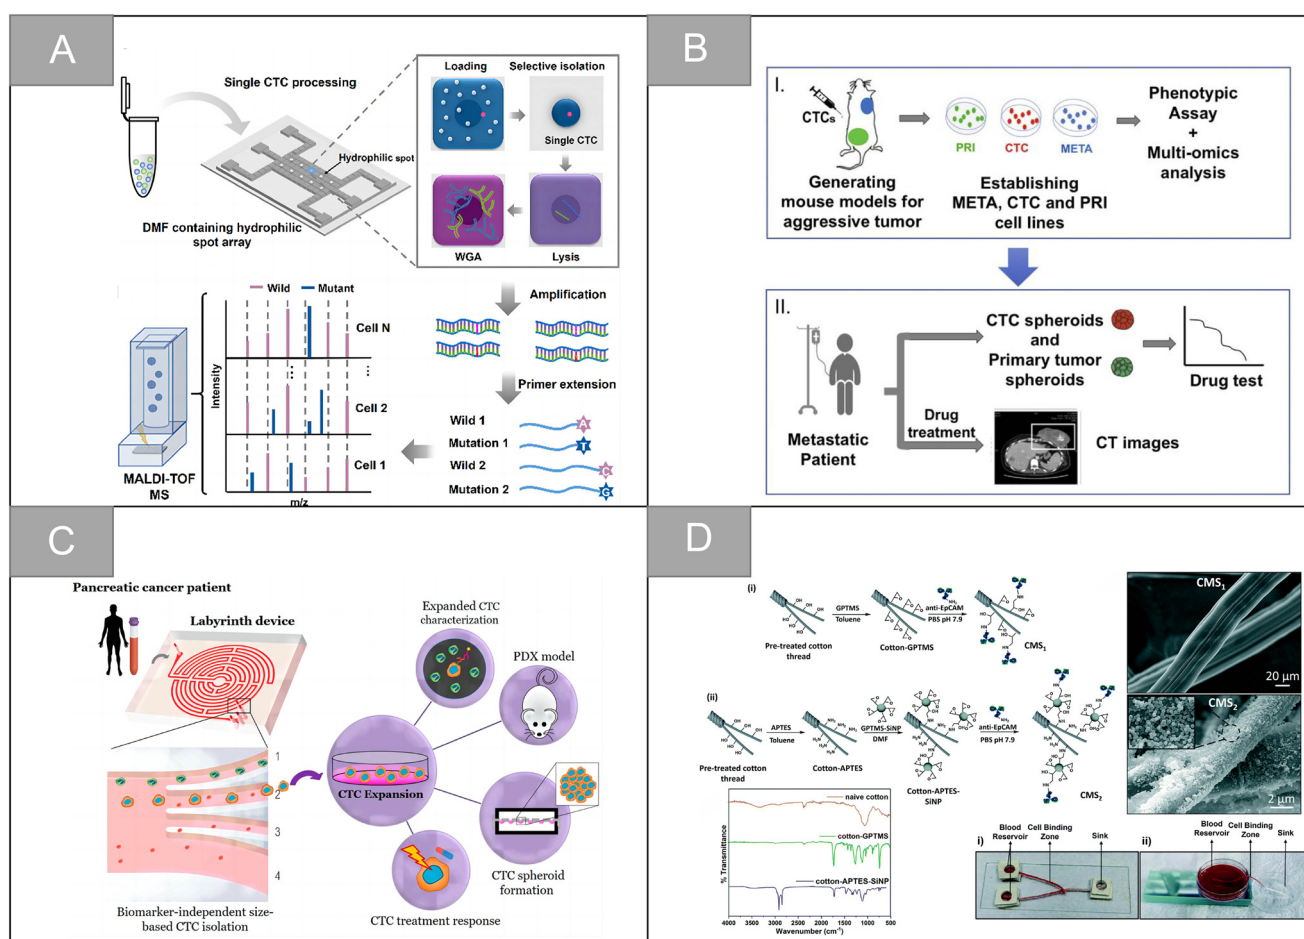 A
Single CTC processing
Hydrophilic spot
DMF containing hydrophilic
spot array
Loading
Selective isolation
Single CTC
WGA
Lysis
Amplification
Primer extension
Wild 1
A
Mutation 1
T
Wild 2
C
Mutation 2
G
Wild
Mutant
Cell N
Cell 2
Cell 1
Intensity
m/z
MALDI-TOF
MS
B
I.
CTCs
PRI
CTC
META
Phenotypic
Assay
+
Multi-omics
analysis
Generating
mouse models for
aggressive tumor
Establishing
META, CTC and PRI
cell lines
II.
Metastatic
Patient
CTC spheroids
and
Primary tumor
spheroids
Drug test
Drug
treatment
CT images
C
Pancreatic cancer patient
Labyrinth device
1
2
3
4
Biomarker-independent size-
based CTC isolation
Expanded CTC
characterization
PDX model
CTC Expansion
CTC spheroid
formation
CTC treatment response
D
(i)
Pre-treated cotton
thread
GPTMS
Toluene
Cotton-GPTMS
anti-EpCAM
PBS pH 7.9
CMS1
(ii)
Pre-treated cotton
thread
APTES
Toluene
Cotton-APTES
GPTMS-SiNP
DMF
Cotton-APTES-
SiNP
anti-EpCAM
PBS pH 7.9
CMS2
% Transmittance
naive cotton
cotton-GPTMS
cotton-APTES-SiNP
4000 3500 3000 2500 2000 1500 1000 500
Wavenumber (cm-1)
CMS1
20 µm
CMS2
2 µm
Blood
Reservoir
Cell Binding
Zone
Sink
i)
Blood
Reservoir
Cell Binding
Zone
Sink
ii)